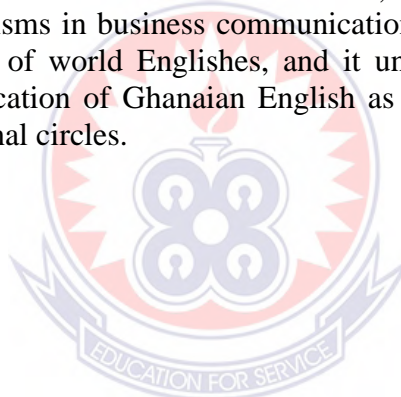 isms in business communication
of world Englishes, and it un
cation of Ghanaian English as
nal circles.
EDUCATION FOR SERVICE